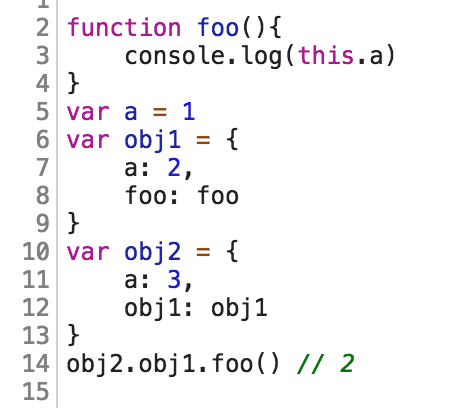 1
2 function foo(){
3     console.log(this.a)
4 }
5 var a = 1
6 var obj1 = {
7     a: 2,
8     foo: foo
9 }
10 var obj2 = {
11     a: 3,
12     obj1: obj1
13 }
14 obj2.obj1.foo() // 2
15